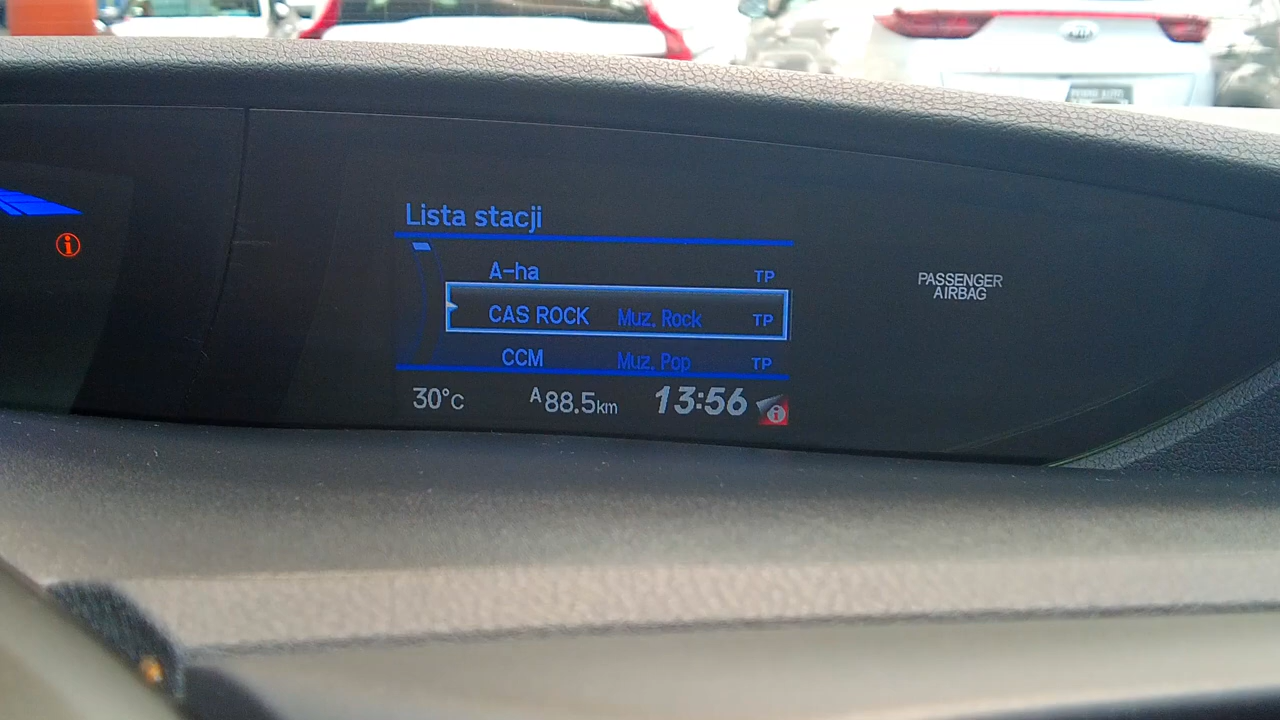 KIA
Lista stacji
A-ha TP
CAS ROCK Muz. Rock TP
CCM Muz. Pop TP
30°C A 88.5km 13:56
PASSENGER
AIRBAG